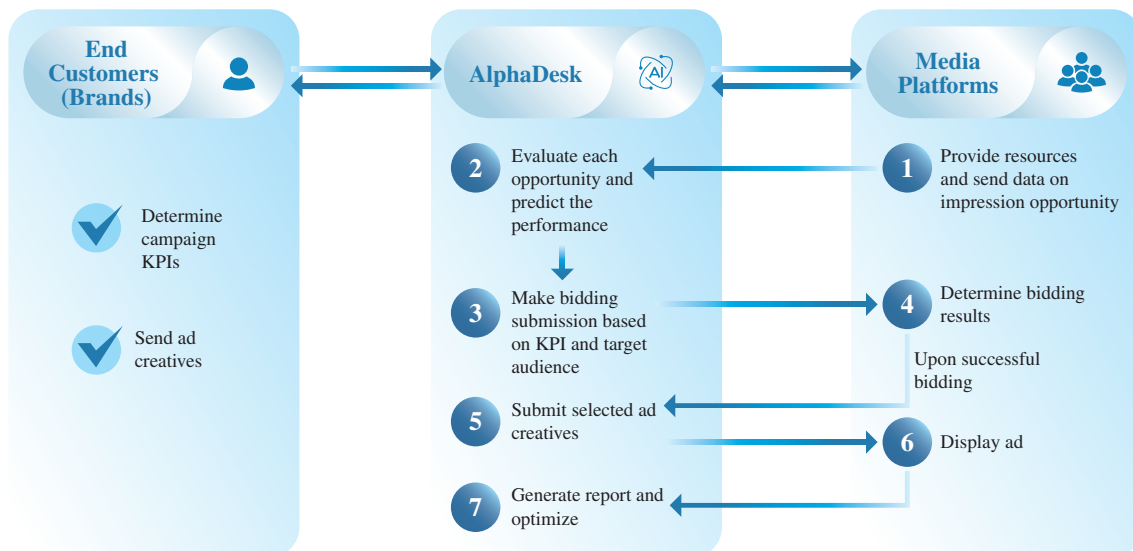 End
Customers
(Brands)
Determine
campaign
KPIs
Send ad
creatives
AlphaDesk
AI
2
Evaluate each
opportunity and
predict the
performance
3
Make bidding
submission based
on KPI and target
audience
5
Submit selected ad
creatives
7
Generate report and
optimize
Media
Platforms
1
Provide resources
and send data on
impression opportunity
4
Determine bidding
results
Upon successful
bidding
6
Display ad